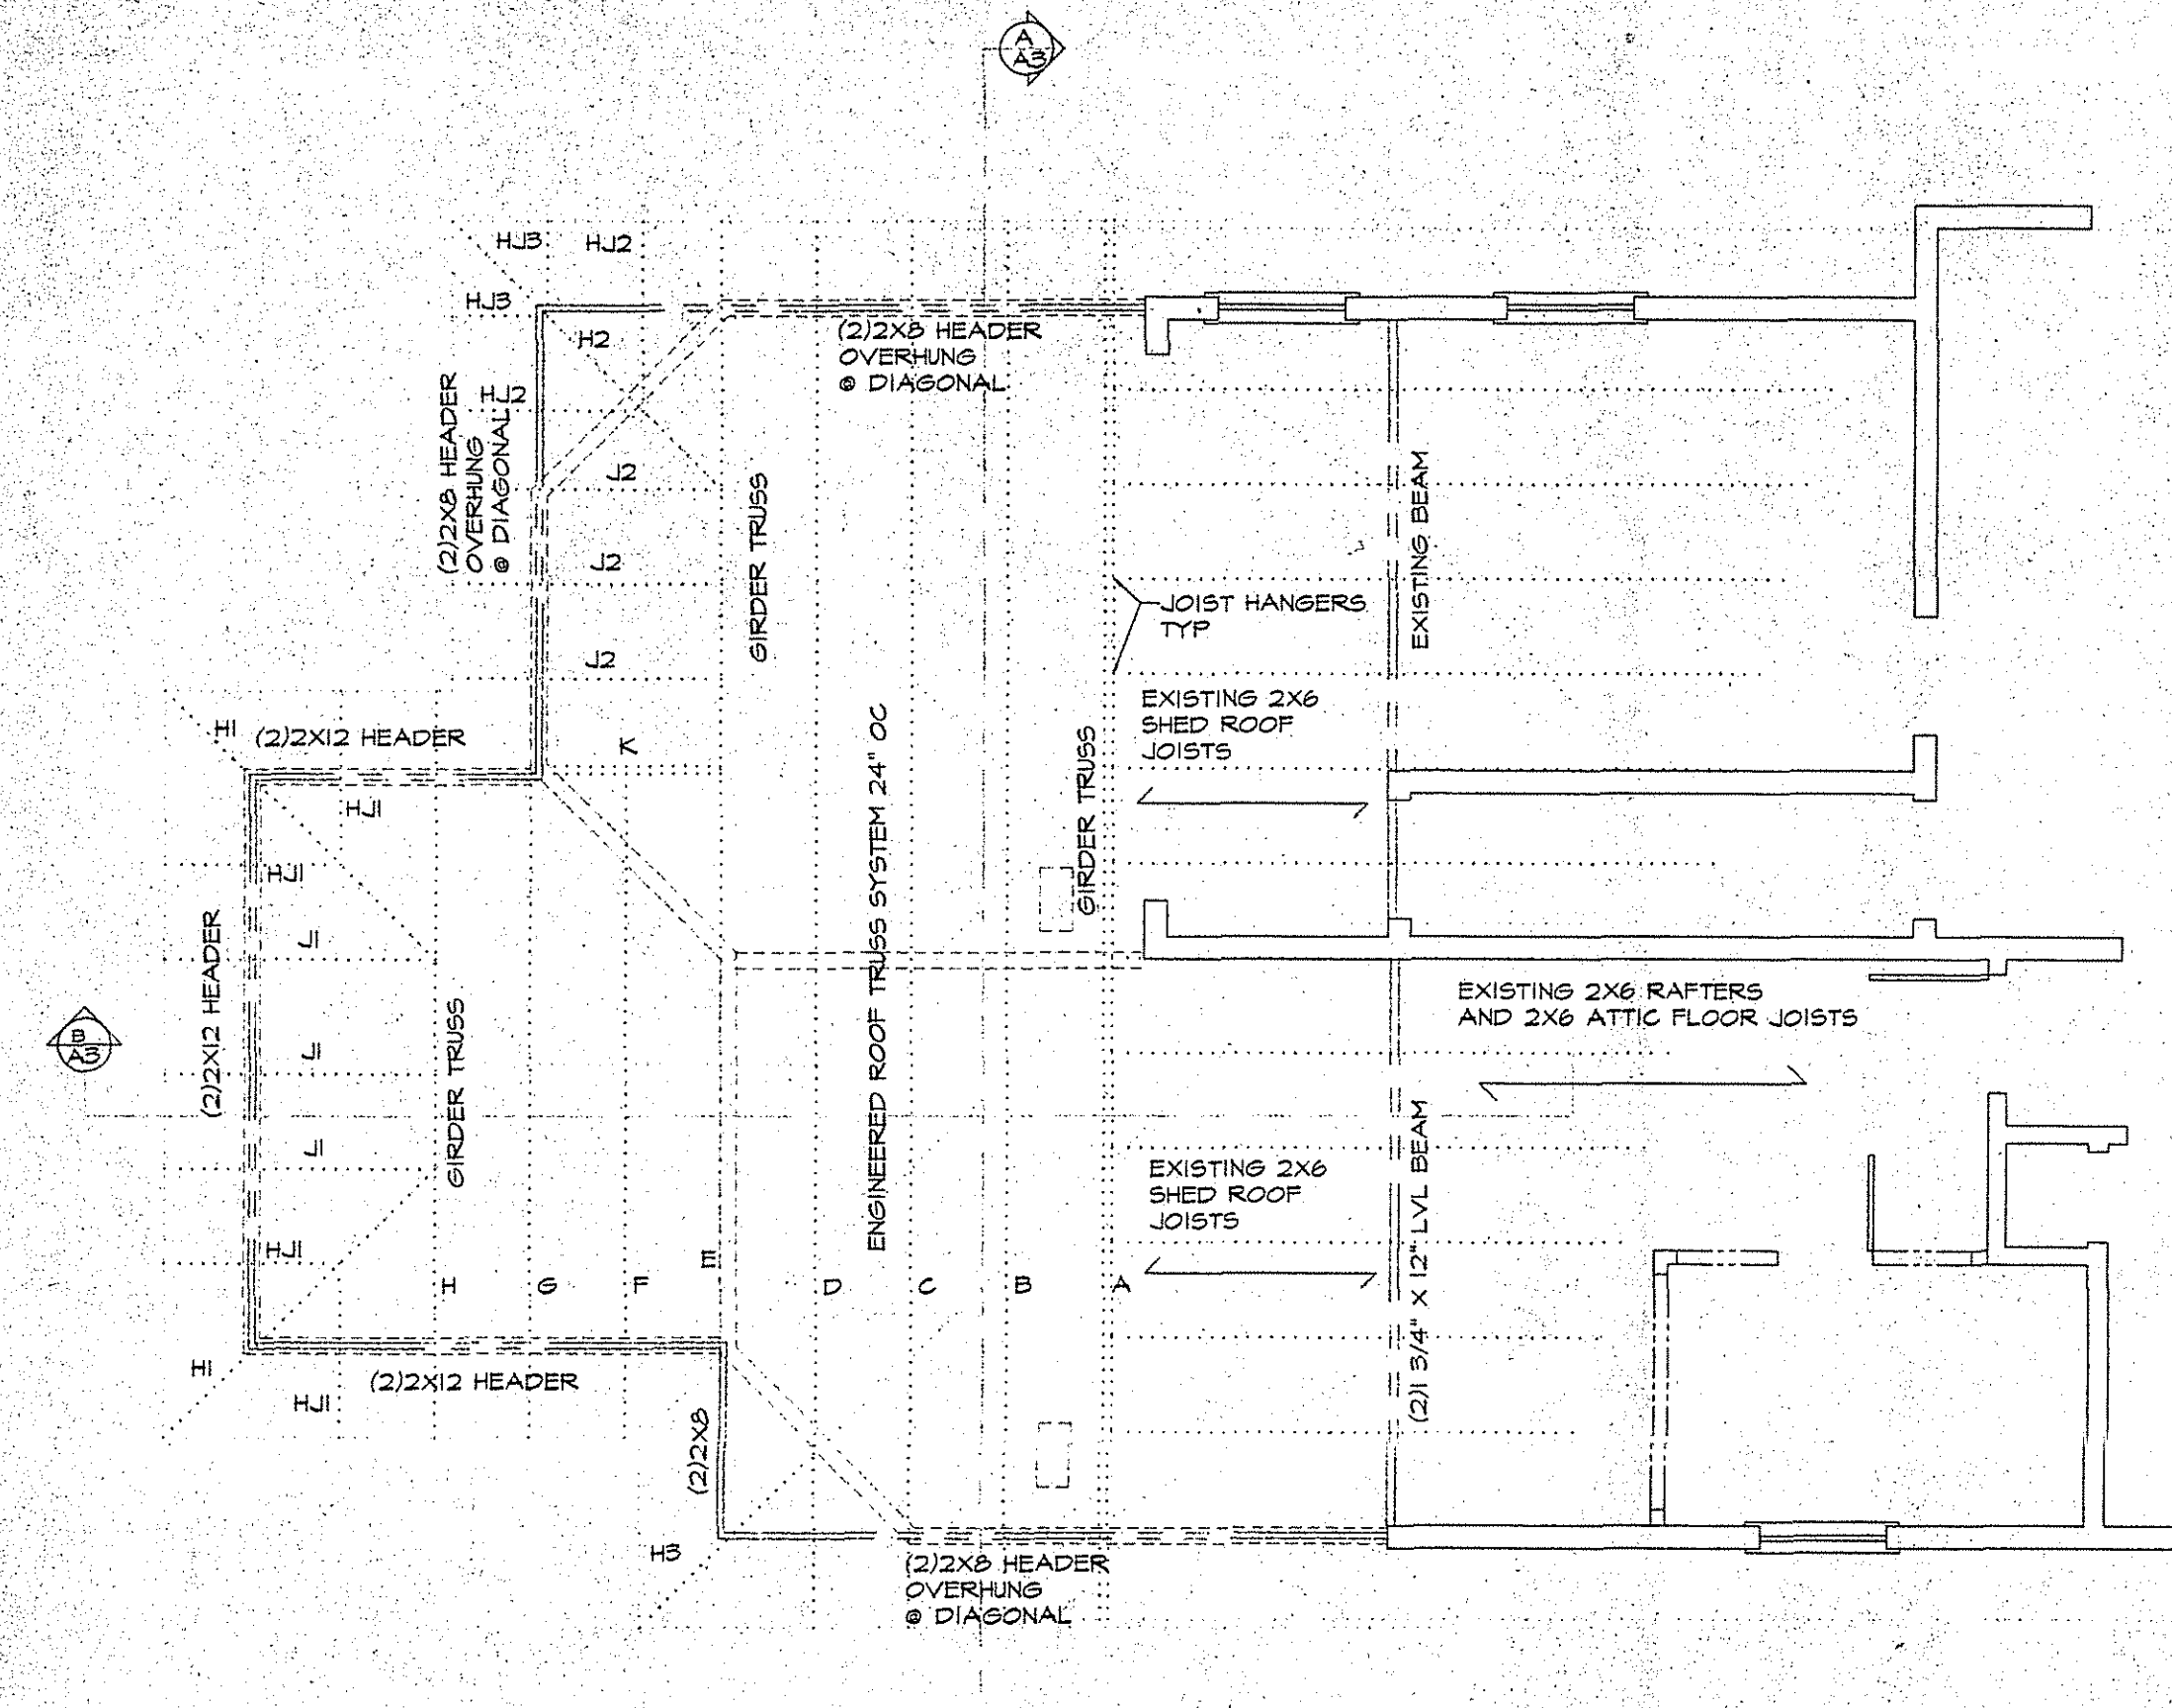 A
A3
HJ3
HJ2
HJ3
H2
(2)2X8 HEADER
OVERHUNG
@ DIAGONAL
HJ2
(2)2X8 HEADER
OVERHUNG
@ DIAGONAL
J2
J2
J2
GIRDER TRUSS
EXISTING BEAM
JOIST HANGERS
TYP
EXISTING 2X6
SHED ROOF
JOISTS
H1
(2)2X12 HEADER
K
HJ1
HJ1
J1
J1
J1
HJ1
(2)2X12 HEADER
GIRDER TRUSS
ENGINEERED ROOF TRUSS SYSTEM 24" OC
GIRDER TRUSS
B
A3
EXISTING 2X6 RAFTERS
AND 2X6 ATTIC FLOOR JOISTS
EXISTING 2X6
SHED ROOF
JOISTS
(2)1 3/4" X 12" LVL BEAM
H
G
F
E
D
C
B
A
H1
HJ1
(2)2X12 HEADER
(2)2X8
H3
(2)2X8 HEADER
OVERHUNG
@ DIAGONAL